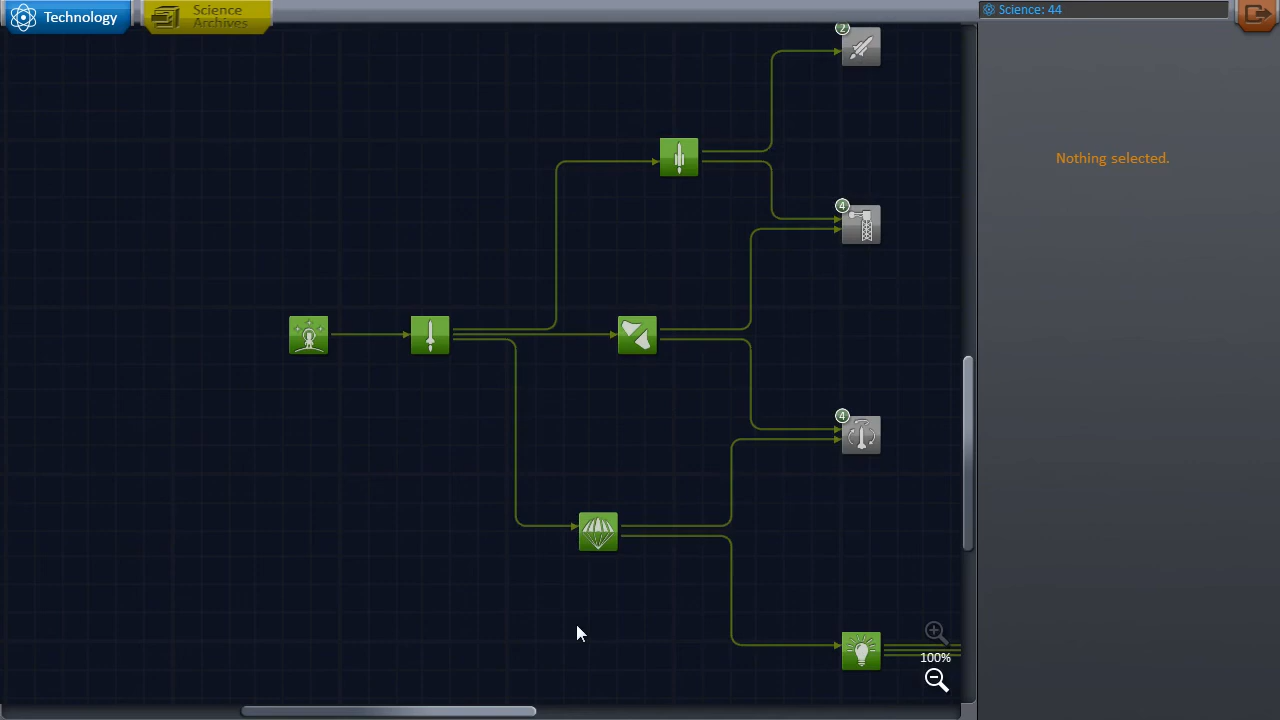 Technology
Science
Archives
Science: 44
2
Nothing selected.
4
4
100%